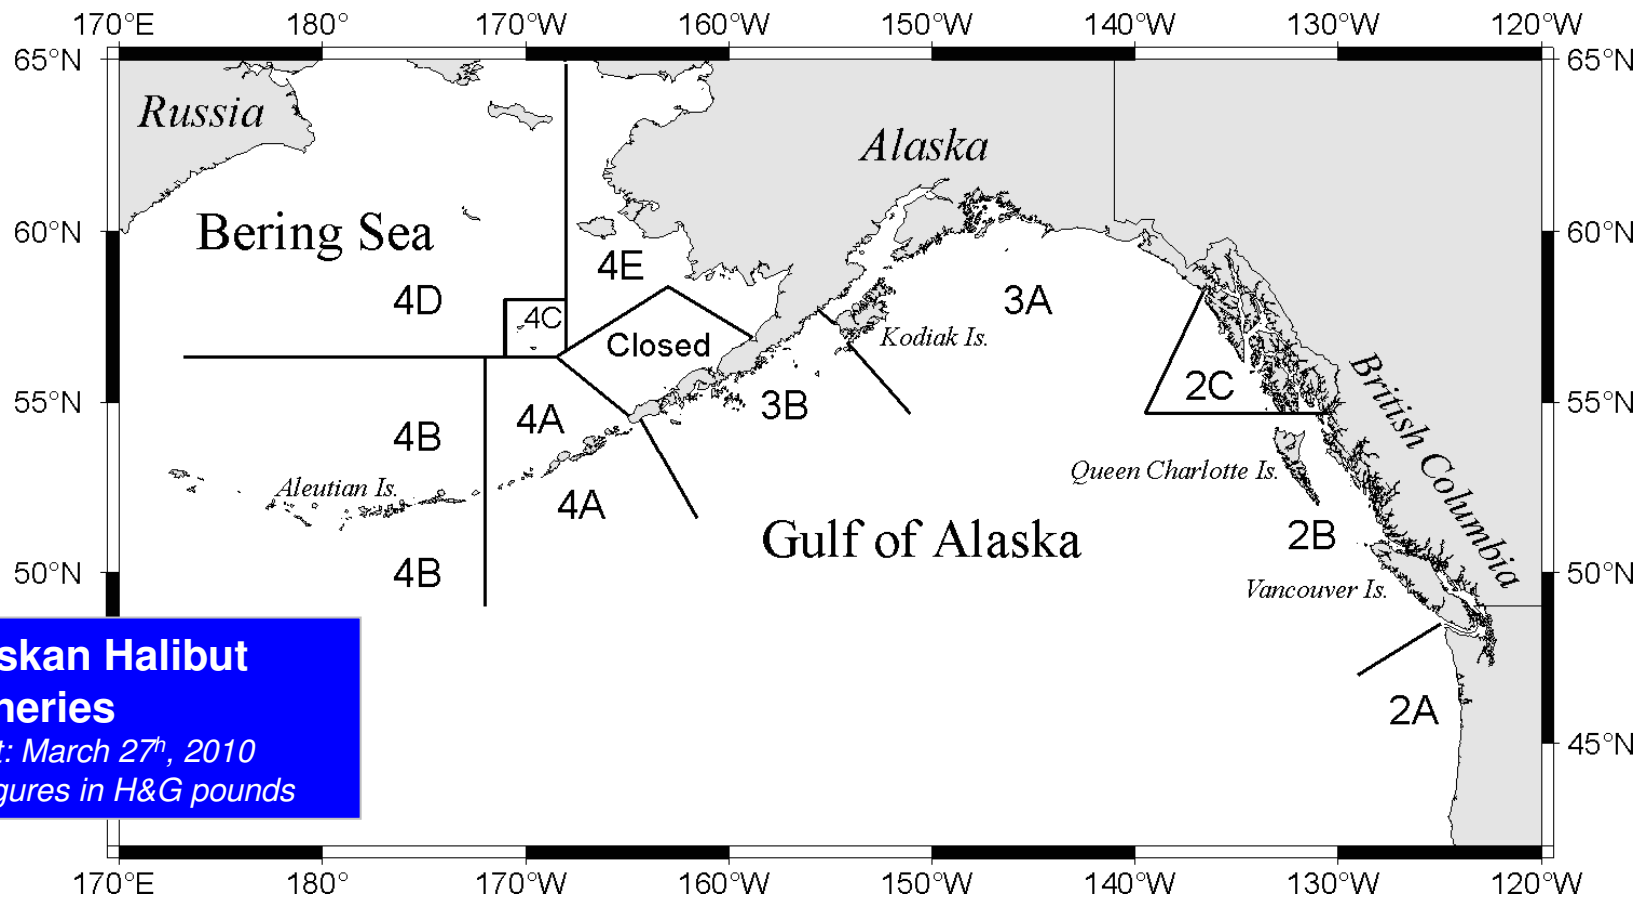 170°E 180° 170°W 160°W 150°W 140°W 130°W 120°W
65°N 65°N
Russia
Alaska
60°N Bering Sea 60°N
4E
4D 4C 3A
Closed Kodiak Is.
British Columbia
55°N 4A 3B 2C 55°N
4B
Queen Charlotte Is.
Aleutian Is.
4A
Gulf of Alaska 2B
50°N 4B 50°N
Vancouver Is.
skan Halibut
neries
2A
t: March 27h, 2010
45°N
gures in H&G pounds
170°E 180° 170°W 160°W 150°W 140°W 130°W 120°W